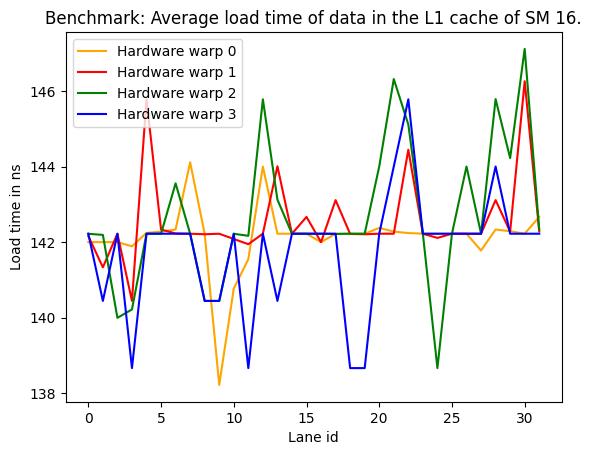 Benchmark: Average load time of data in the L1 cache of SM 16.
Hardware warp 0
Hardware warp 1
Hardware warp 2
Hardware warp 3
Load time in ns
146
144
142
140
138
0 5 10 15 20 25 30
Lane id